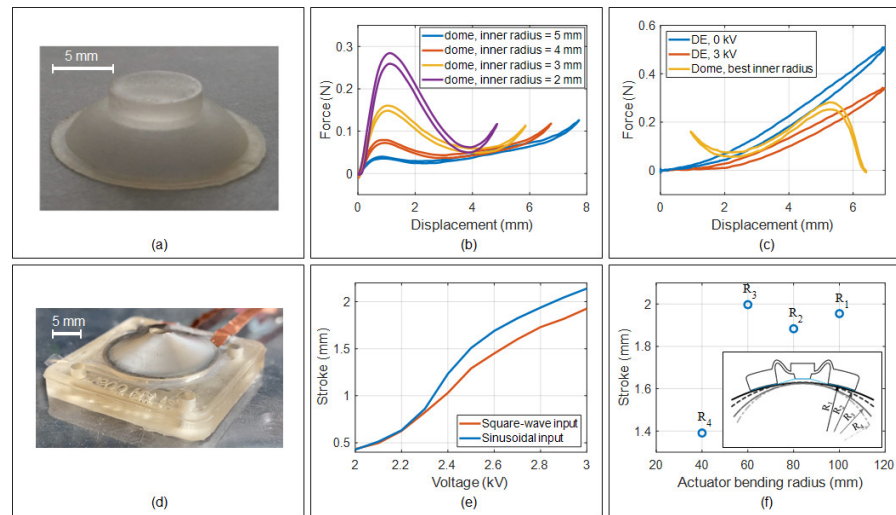 5 mm
(a)
0.3
0.2
0.1
0
Force (N)
dome, inner radius = 5 mm
dome, inner radius = 4 mm
dome, inner radius = 3 mm
dome, inner radius = 2 mm
0 2 4 6 8
Displacement (mm)
(b)
0.6
0.4
0.2
0
Force (N)
DE, 0 kV
DE, 3 kV
Dome, best inner radius
0 2 4 6
Displacement (mm)
(c)
5 mm
(d)
2
1.5
1
0.5
Stroke (mm)
Square-wave input
Sinusoidal input
2 2.2 2.4 2.6 2.8 3
Voltage (kV)
(e)
2
1.8
1.6
1.4
Stroke (mm)
R3
R1
R2
R4
R1
R2
R3
R4
20 40 60 80 100 120
Actuator bending radius (mm)
(f)